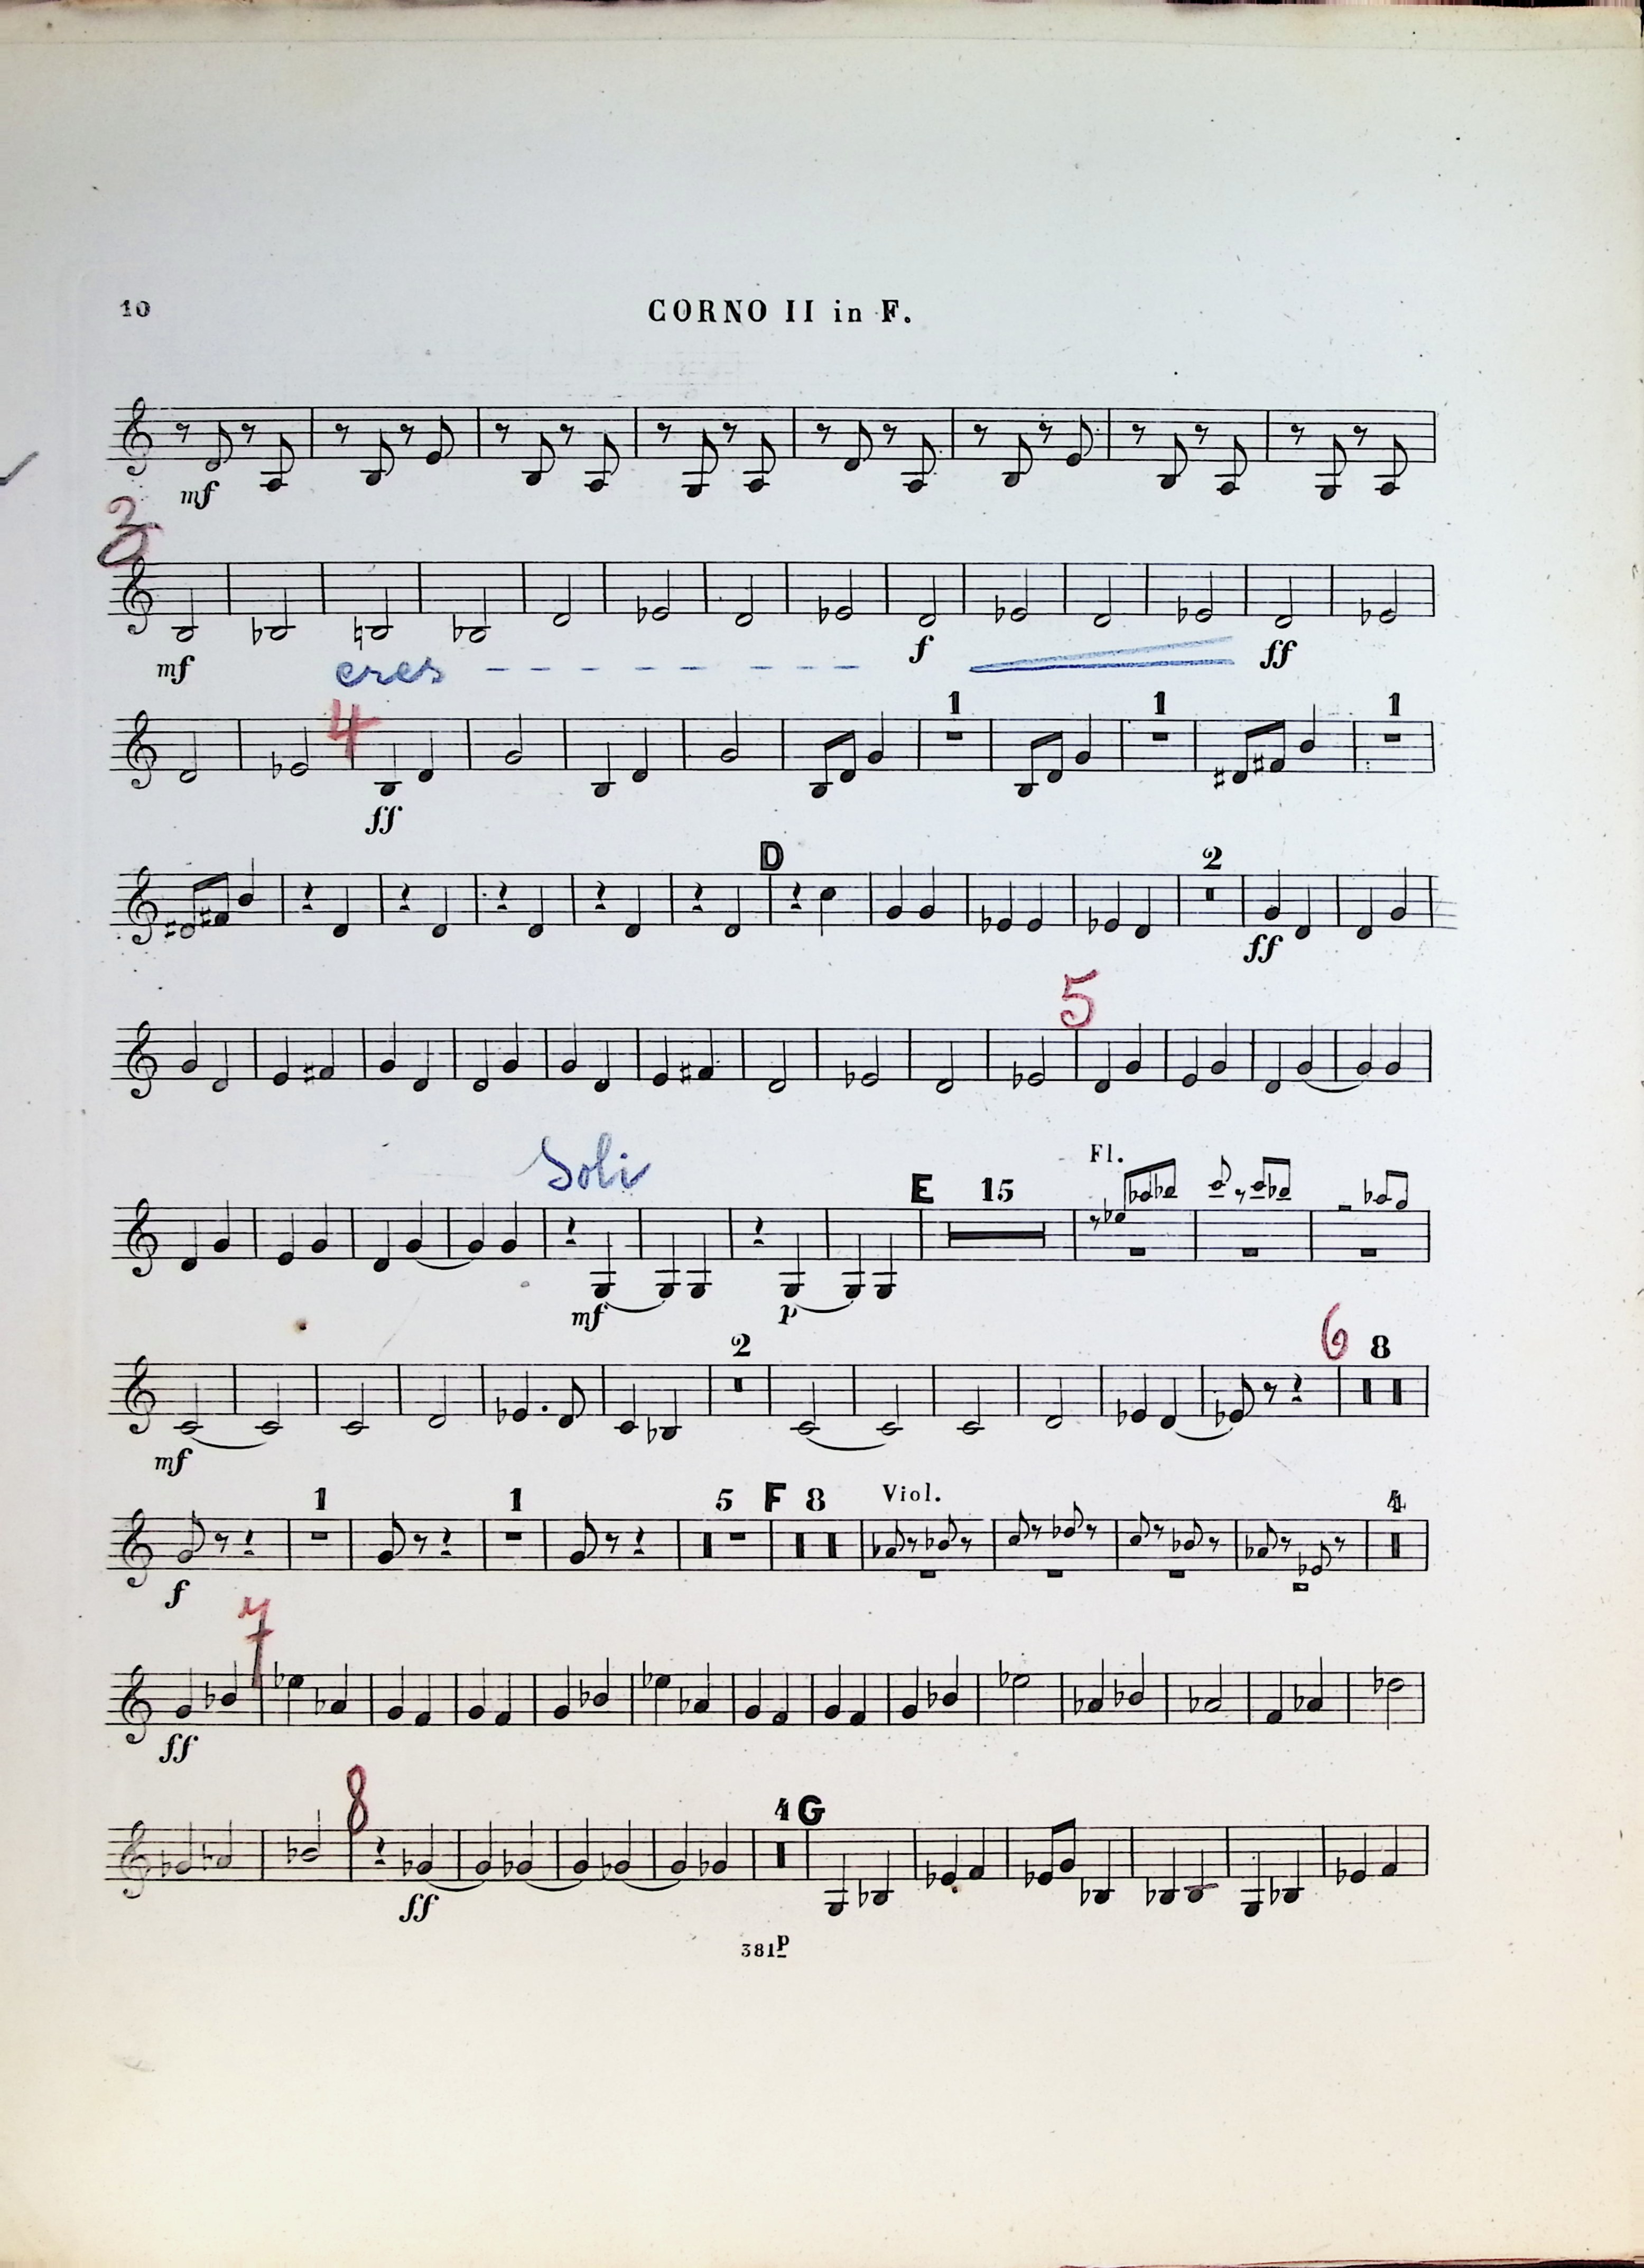 10
CORNO II in F.
mf
3
mf cres f ff
4 1 1 1
ff
D 2
ff
5
Soli Fl.
E 15
mf p
6
2 8
mf
1 1 5 F 8 Viol. 4
f
7
ff
8
4 G
ff
381p